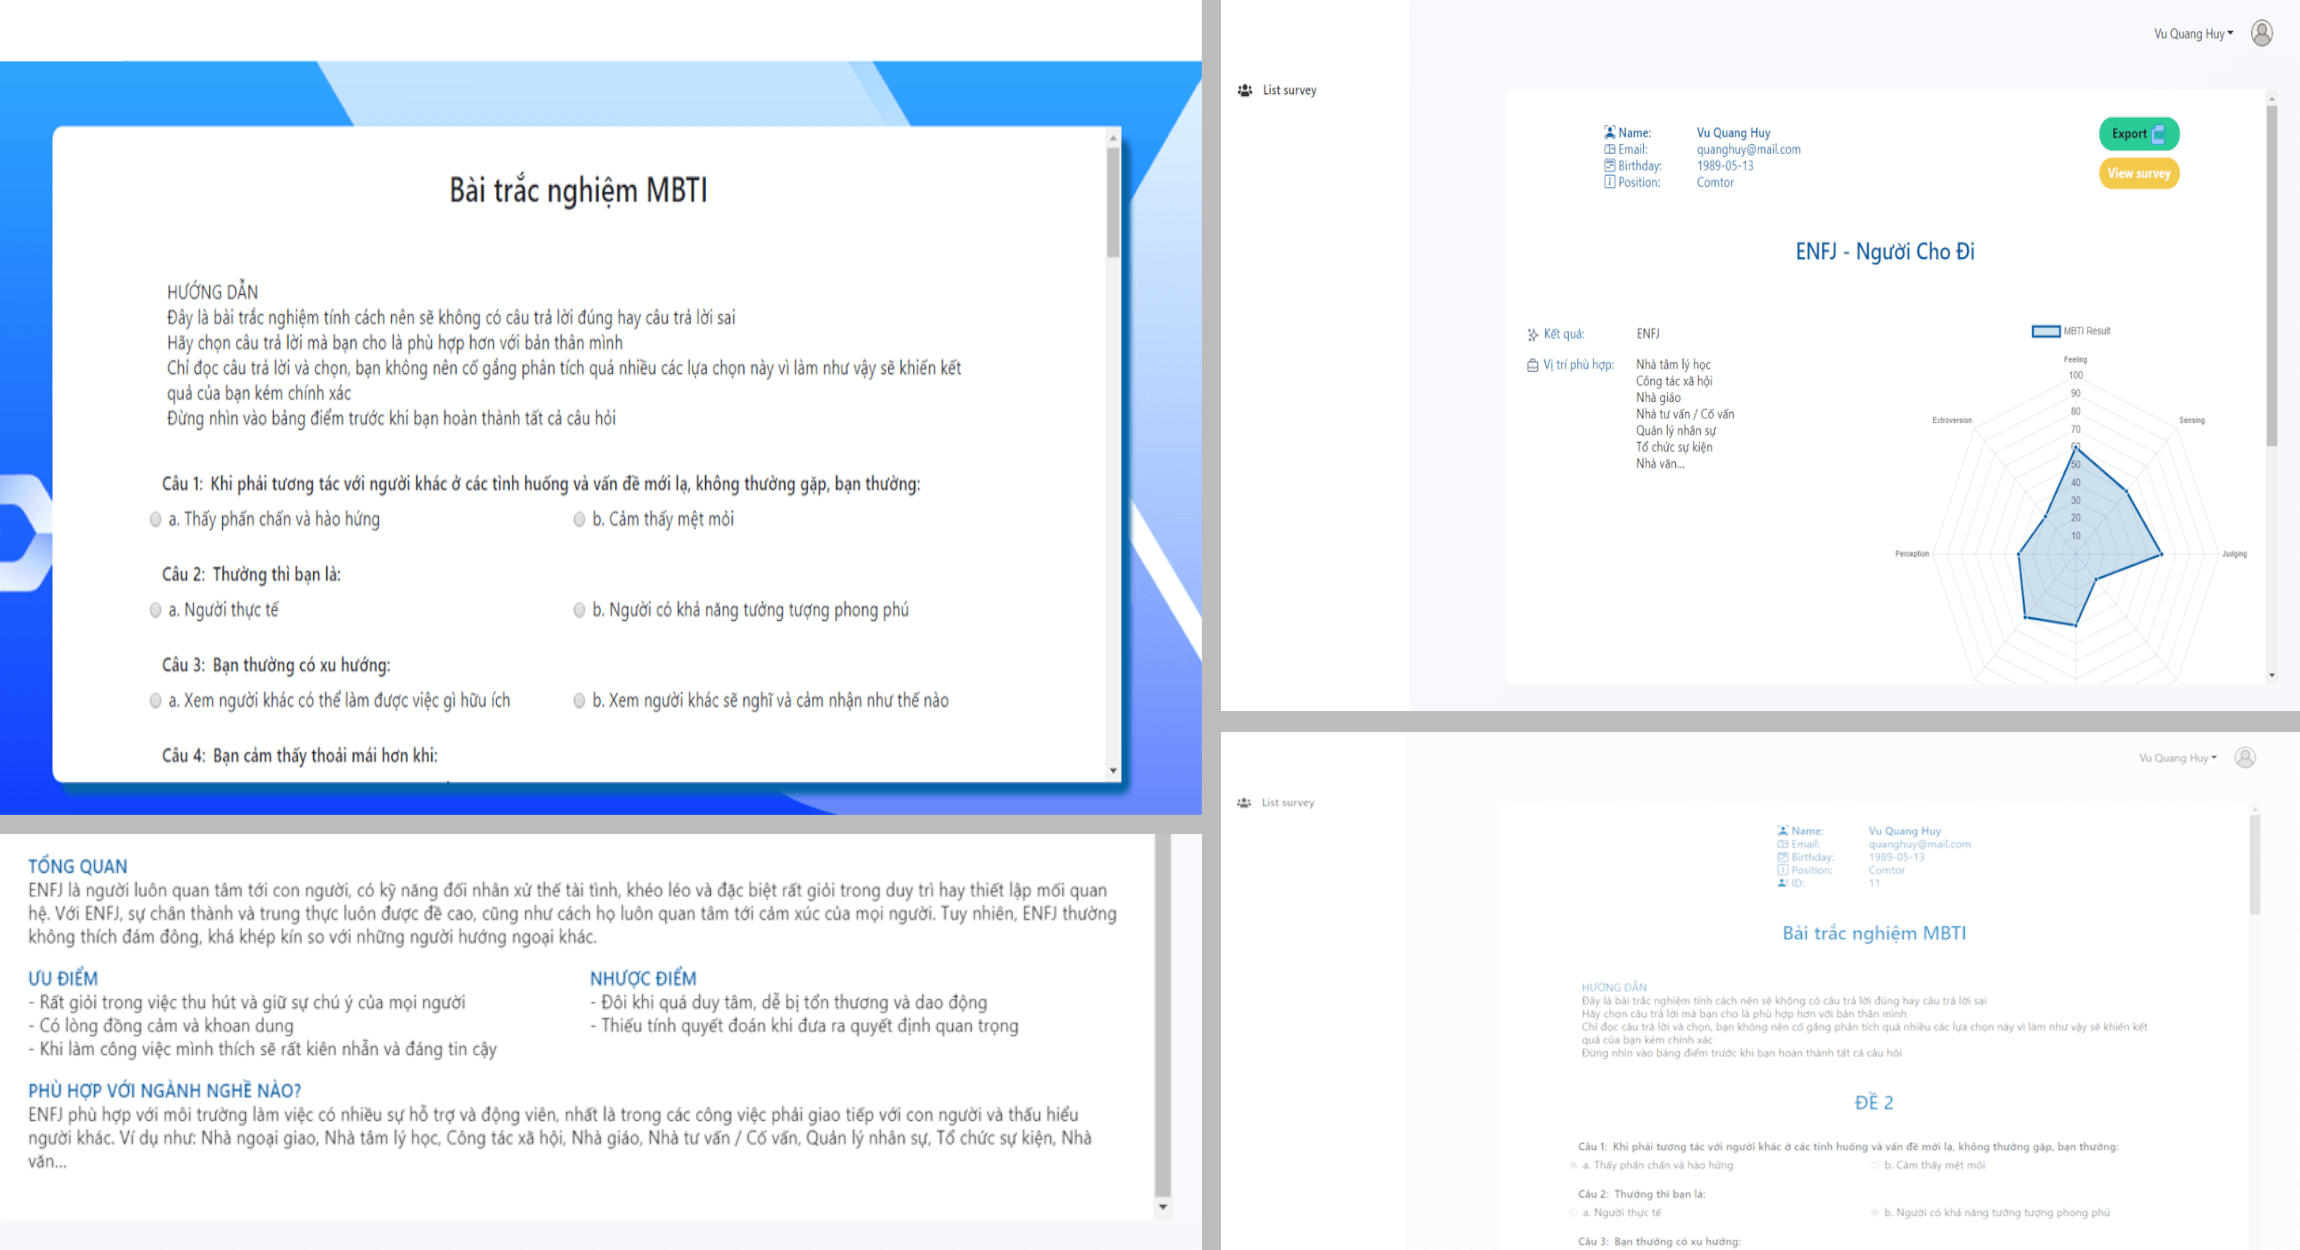 Bài trắc nghiệm MBTI
HƯỚNG DẪN
Đây là bài trắc nghiệm tính cách nên sẽ không có câu trả lời đúng hay câu trả lời sai
Hãy chọn câu trả lời mà bạn cho là phù hợp hơn với bản thân mình
Chỉ đọc câu trả lời và chọn, bạn không nên cố gắng phân tích quá nhiều các lựa chọn này vì làm như vậy sẽ khiến kết
quả của bạn kém chính xác
Đừng nhìn vào bảng điểm trước khi bạn hoàn thành tất cả câu hỏi
Câu 1: Khi phải tương tác với người khác ở các tình huống và vấn đề mới lạ, không thường gặp, bạn thường:
a. Thấy phấn chấn và hào hứng
b. Cảm thấy mệt mỏi
Câu 2: Thường thì bạn là:
a. Người thực tế
b. Người có khả năng tưởng tượng phong phú
Câu 3: Bạn thường có xu hướng:
a. Xem người khác có thể làm được việc gì hữu ích
b. Xem người khác sẽ nghĩ và cảm nhận như thế nào
Câu 4: Bạn cảm thấy thoải mái hơn khi:
TỔNG QUAN
ENFJ là người luôn quan tâm tới con người, có kỹ năng đối nhân xử thế tài tình, khéo léo và đặc biệt rất giỏi trong duy trì hay thiết lập mối quan
hệ. Với ENFJ, sự chân thành và trung thực luôn được đề cao, cũng như cách họ luôn quan tâm tới cảm xúc của mọi người. Tuy nhiên, ENFJ thường
không thích đám đông, khá khép kín so với những người hướng ngoại khác.
ƯU ĐIỂM
- Rất giỏi trong việc thu hút và giữ sự chú ý của mọi người
- Có lòng đồng cảm và khoan dung
- Khi làm công việc mình thích sẽ rất kiên nhẫn và đáng tin cậy
NHƯỢC ĐIỂM
- Đôi khi quá duy tâm, dễ bị tổn thương và dao động
- Thiếu tính quyết đoán khi đưa ra quyết định quan trọng
PHÙ HỢP VỚI NGÀNH NGHỀ NÀO?
ENFJ phù hợp với môi trường làm việc có nhiều sự hỗ trợ và động viên, nhất là trong các công việc phải giao tiếp với con người và thấu hiểu
người khác. Ví dụ như: Nhà ngoại giao, Nhà tâm lý học, Công tác xã hội, Nhà giáo, Nhà tư vấn / Cố vấn, Quản lý nhân sự, Tổ chức sự kiện, Nhà
văn...
Vu Quang Huy
List survey
Name: Vu Quang Huy
Email: quanghuy@mail.com
Birthday: 1989-05-13
Position: Comtor
Export
View survey
ENFJ - Người Cho Đi
Kết quả: ENFJ
Vị trí phù hợp: Nhà tâm lý học
Công tác xã hội
Nhà giáo
Nhà tư vấn / Cố vấn
Quản lý nhân sự
Tổ chức sự kiện
Nhà văn...
MBTI Result
Feeling
100
90
80
70
60
50
40
30
20
10
Extroversion
Sensing
Perception
Judging
Vu Quang Huy
List survey
Name: Vu Quang Huy
Email: quanghuy@mail.com
Birthday: 1989-05-13
Position: Comtor
ID: 11
Bài trắc nghiệm MBTI
HƯỚNG DẪN
Đây là bài trắc nghiệm tính cách nên sẽ không có câu trả lời đúng hay câu trả lời sai
Hãy chọn câu trả lời mà bạn cho là phù hợp hơn với bản thân mình
Chỉ đọc câu trả lời và chọn, bạn không nên cố gắng phân tích quá nhiều các lựa chọn này vì làm như vậy sẽ khiến kết
quả của bạn kém chính xác
Đừng nhìn vào bảng điểm trước khi bạn hoàn thành tất cả câu hỏi
ĐỀ 2
Câu 1: Khi phải tương tác với người khác ở các tình huống và vấn đề mới lạ, không thường gặp, bạn thường:
a. Thấy phấn chấn và hào hứng
b. Cảm thấy mệt mỏi
Câu 2: Thường thì bạn là:
a. Người thực tế
b. Người có khả năng tưởng tượng phong phú
Câu 3: Bạn thường có xu hướng: